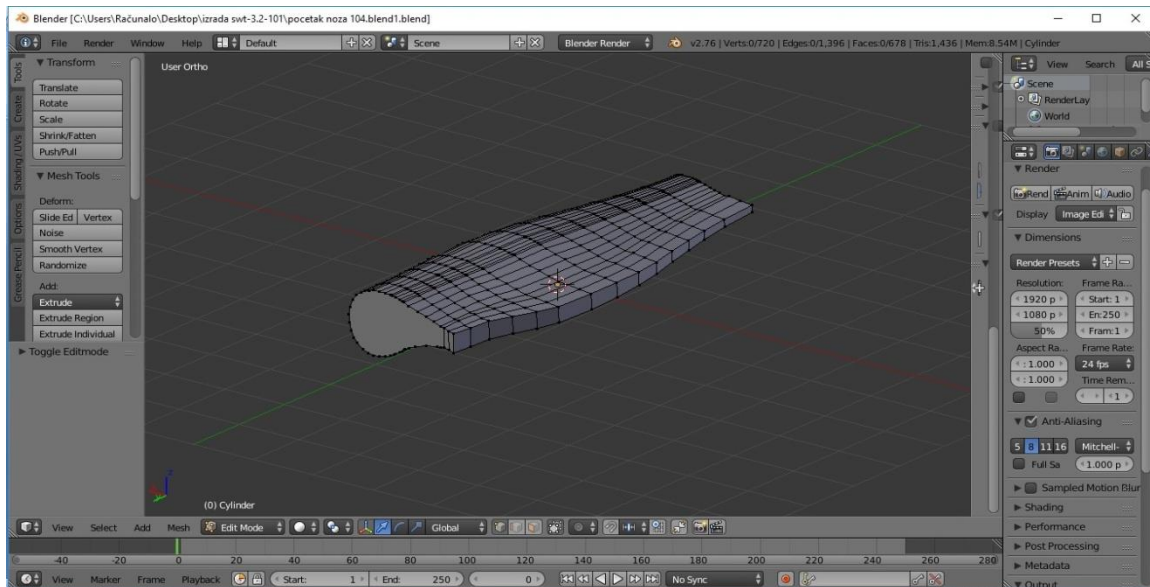 Blender [C:\Users\Računalo\Desktop\izrada swt-3.2-101\pocetak noza 104.blend1.blend]
File Render Window Help Default Scene Blender Render v2.76 | Verts:0/720 | Edges:0/1,396 | Faces:0/678 | Tris:1,436 | Mem:8.54M | Cylinder
Tools
Create
Shading / UVs
Options
Grease Pencil
Transform
Translate
Rotate
Scale
Shrink/Fatten
Push/Pull
Mesh Tools
Deform:
Slide Ed Vertex
Noise
Smooth Vertex
Randomize
Add:
Extrude
Extrude Region
Extrude Individual
Toggle Editmode
User Ortho
(0) Cylinder
View Search All S
Scene
RenderLay
World
Render
Rend Anim Audio
Display Image Edi
Dimensions
Render Presets
Resolution: Frame Ra...
1920 p Start: 1
1080 p En:250
50% Fram:1
Aspect Ra... Frame Rate:
: 1.000 24 fps
: 1.000 Time Rem...
1
Anti-Aliasing
5 8 11 16 Mitchell-
Full Sa 1.000 p
Sampled Motion Blur
Shading
Performance
Post Processing
Metadata
Output
View Select Add Mesh Edit Mode Global
-40 -20 0 20 40 60 80 100 120 140 160 180 200 220 240 260 280
View Marker Frame Playback Start: 1 End: 250 0 No Sync